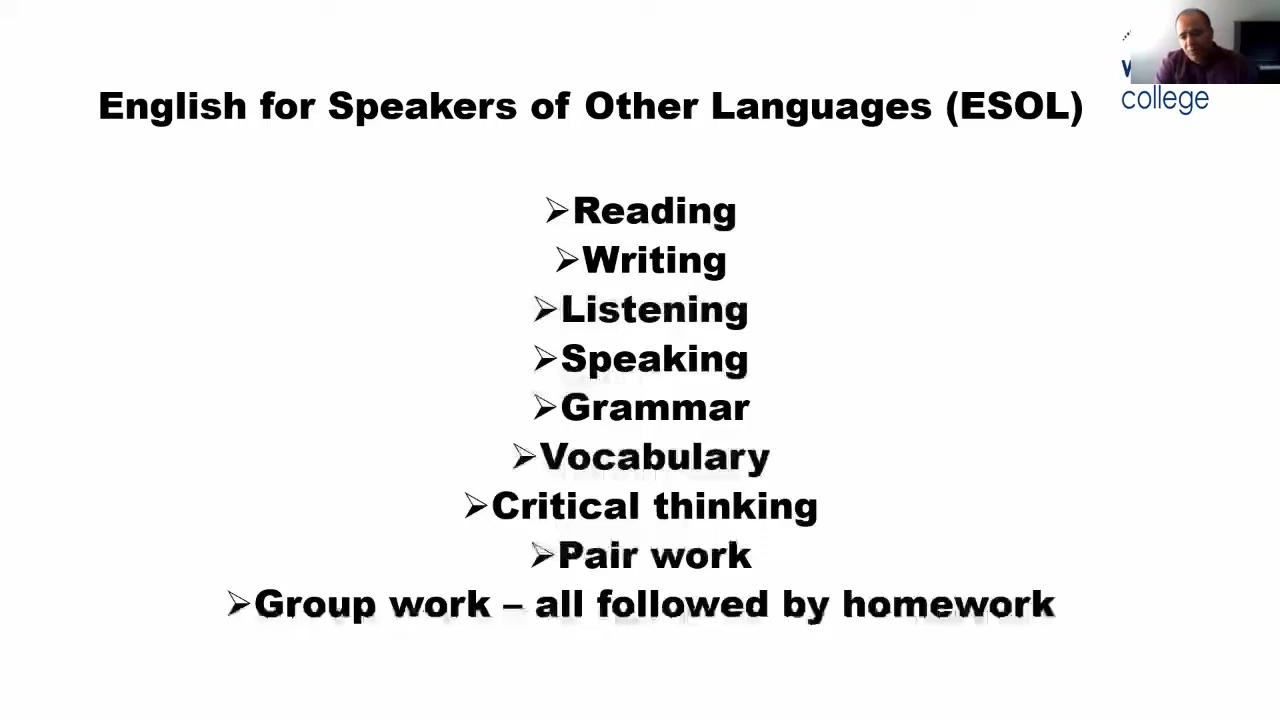 English for Speakers of Other Languages (ESOL)
college
➢Reading
➢Writing
➢Listening
➢Speaking
➢Grammar
➢Vocabulary
➢Critical thinking
➢Pair work
➢Group work – all followed by homework